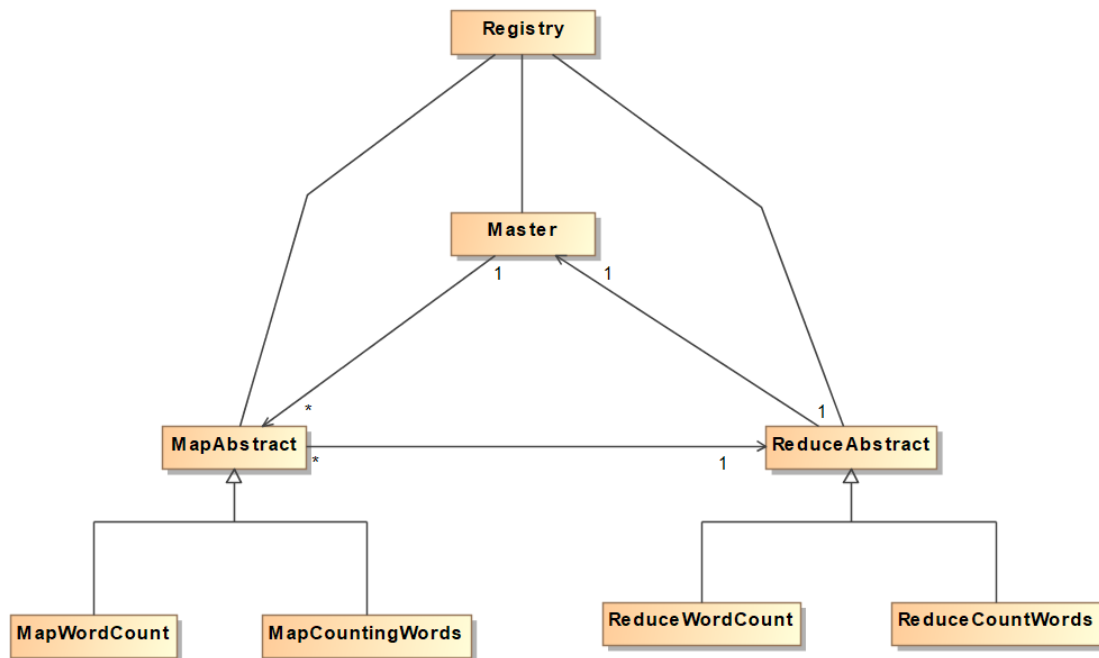 Registry
Master
1
1
*
1
MapAbstract
ReduceAbstract
*
1
MapWordCount
MapCountingWords
ReduceWordCount
ReduceCountWords